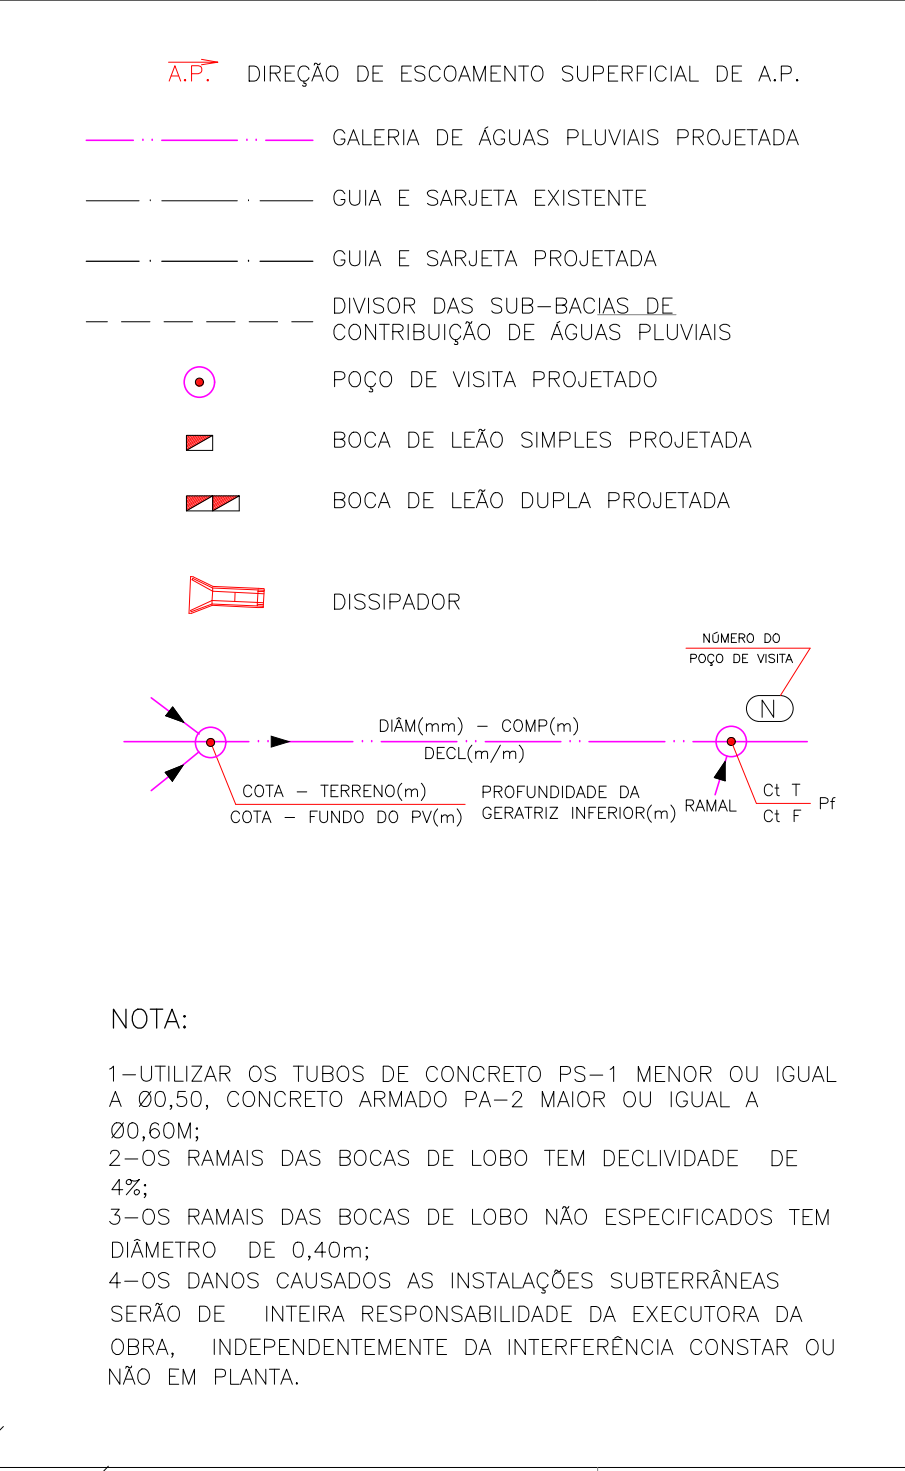 A.P. DIREÇÃO DE ESCOAMENTO SUPERFICIAL DE A.P.
GALERIA DE ÁGUAS PLUVIAIS PROJETADA
GUIA E SARJETA EXISTENTE
GUIA E SARJETA PROJETADA
DIVISOR DAS SUB-BACIAS DE
CONTRIBUIÇÃO DE ÁGUAS PLUVIAIS
POÇO DE VISITA PROJETADO
BOCA DE LEÃO SIMPLES PROJETADA
BOCA DE LEÃO DUPLA PROJETADA
DISSIPADOR
NÚMERO DO
POÇO DE VISITA
N
DIÂM(mm) - COMP(m)
DECL(m/m)
COTA - TERRENO(m)
COTA - FUNDO DO PV(m)
PROFUNDIDADE DA
GERATRIZ INFERIOR(m)
RAMAL
Ct T
Ct F
Pf
NOTA:
1-UTILIZAR OS TUBOS DE CONCRETO PS-1 MENOR OU IGUAL
A Ø0,50, CONCRETO ARMADO PA-2 MAIOR OU IGUAL A
Ø0,60M;
2-OS RAMAIS DAS BOCAS DE LOBO TEM DECLIVIDADE DE
4%;
3-OS RAMAIS DAS BOCAS DE LOBO NÃO ESPECIFICADOS TEM
DIÂMETRO DE 0,40m;
4-OS DANOS CAUSADOS AS INSTALAÇÕES SUBTERRÂNEAS
SERÃO DE INTEIRA RESPONSABILIDADE DA EXECUTORA DA
OBRA, INDEPENDENTEMENTE DA INTERFERÊNCIA CONSTAR OU
NÃO EM PLANTA.